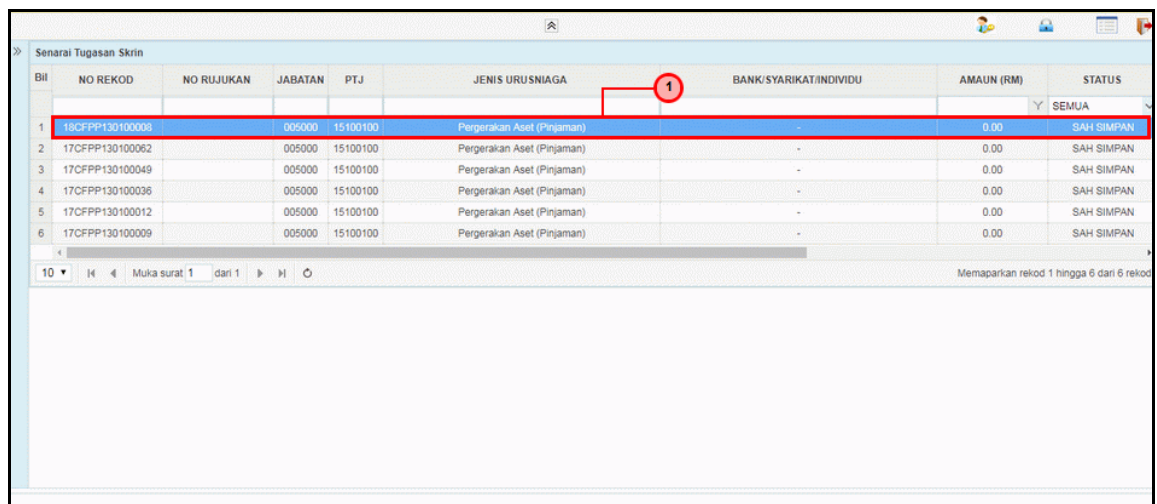 Senarai Tugasan Skrin
Bil NO REKOD NO RUJUKAN JABATAN PTJ JENIS URUSNIAGA BANK/SYARIKAT/INDIVIDU AMAUN (RM) STATUS
1
SEMUA
1 18CFPP130100008 005000 15100100 Pergerakan Aset (Pinjaman) - 0.00 SAH SIMPAN
2 17CFPP130100062 005000 15100100 Pergerakan Aset (Pinjaman) - 0.00 SAH SIMPAN
3 17CFPP130100049 005000 15100100 Pergerakan Aset (Pinjaman) - 0.00 SAH SIMPAN
4 17CFPP130100036 005000 15100100 Pergerakan Aset (Pinjaman) - 0.00 SAH SIMPAN
5 17CFPP130100012 005000 15100100 Pergerakan Aset (Pinjaman) - 0.00 SAH SIMPAN
6 17CFPP130100009 005000 15100100 Pergerakan Aset (Pinjaman) - 0.00 SAH SIMPAN
10 Muka surat 1 dari 1 Memaparkan rekod 1 hingga 6 dari 6 rekod